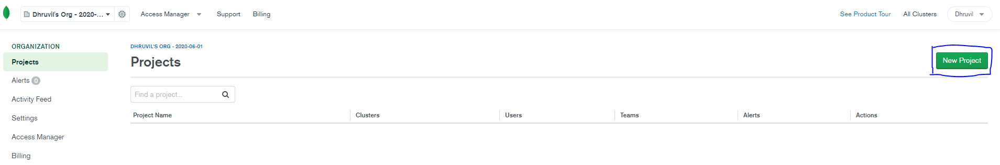 Dhruvil's Org - 2020-... Access Manager Support Billing See Product Tour All Clusters Dhruvil
ORGANIZATION
Projects
Alerts 0
Activity Feed
Settings
Access Manager
Billing
DHRUVIL'S ORG - 2020-06-01
Projects
New Project
Find a project...
Project Name Clusters Users Teams Alerts Actions